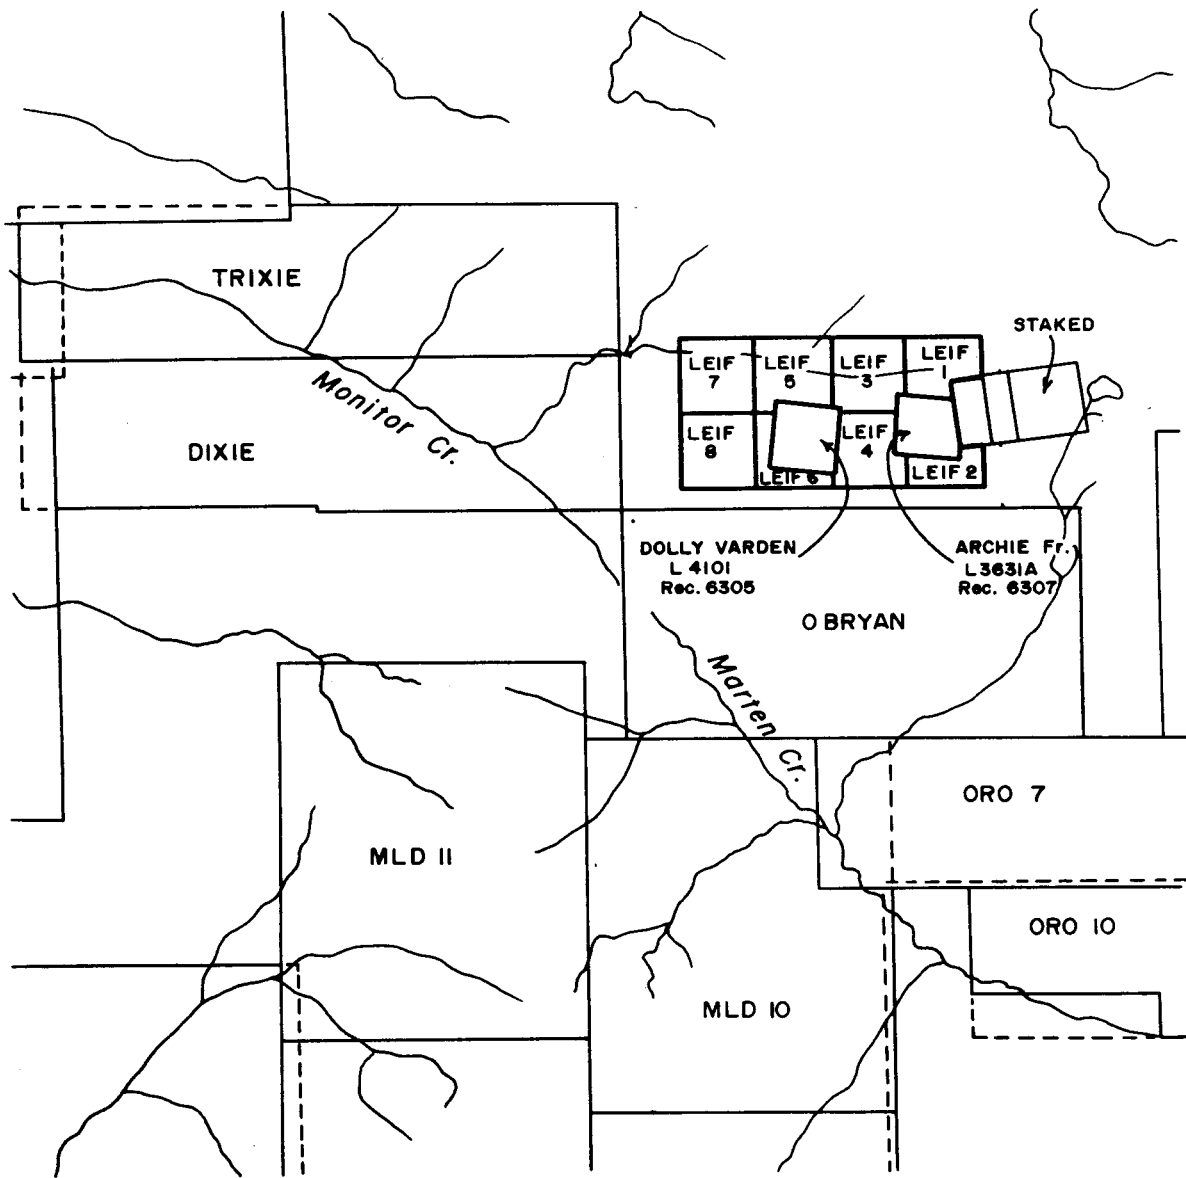 TRIXIE
STAKED
LEIF
7
LEIF
5
LEIF
3
LEIF
1
Monitor Cr.
DIXIE
LEIF
8
LEIF 6
LEIF
4
LEIF 2
DOLLY VARDEN
L 4101
Rec. 6305
ARCHIE Fr.
L3631A
Rec. 6307
O BRYAN
Marten Cr.
ORO 7
MLD 11
ORO 10
MLD 10